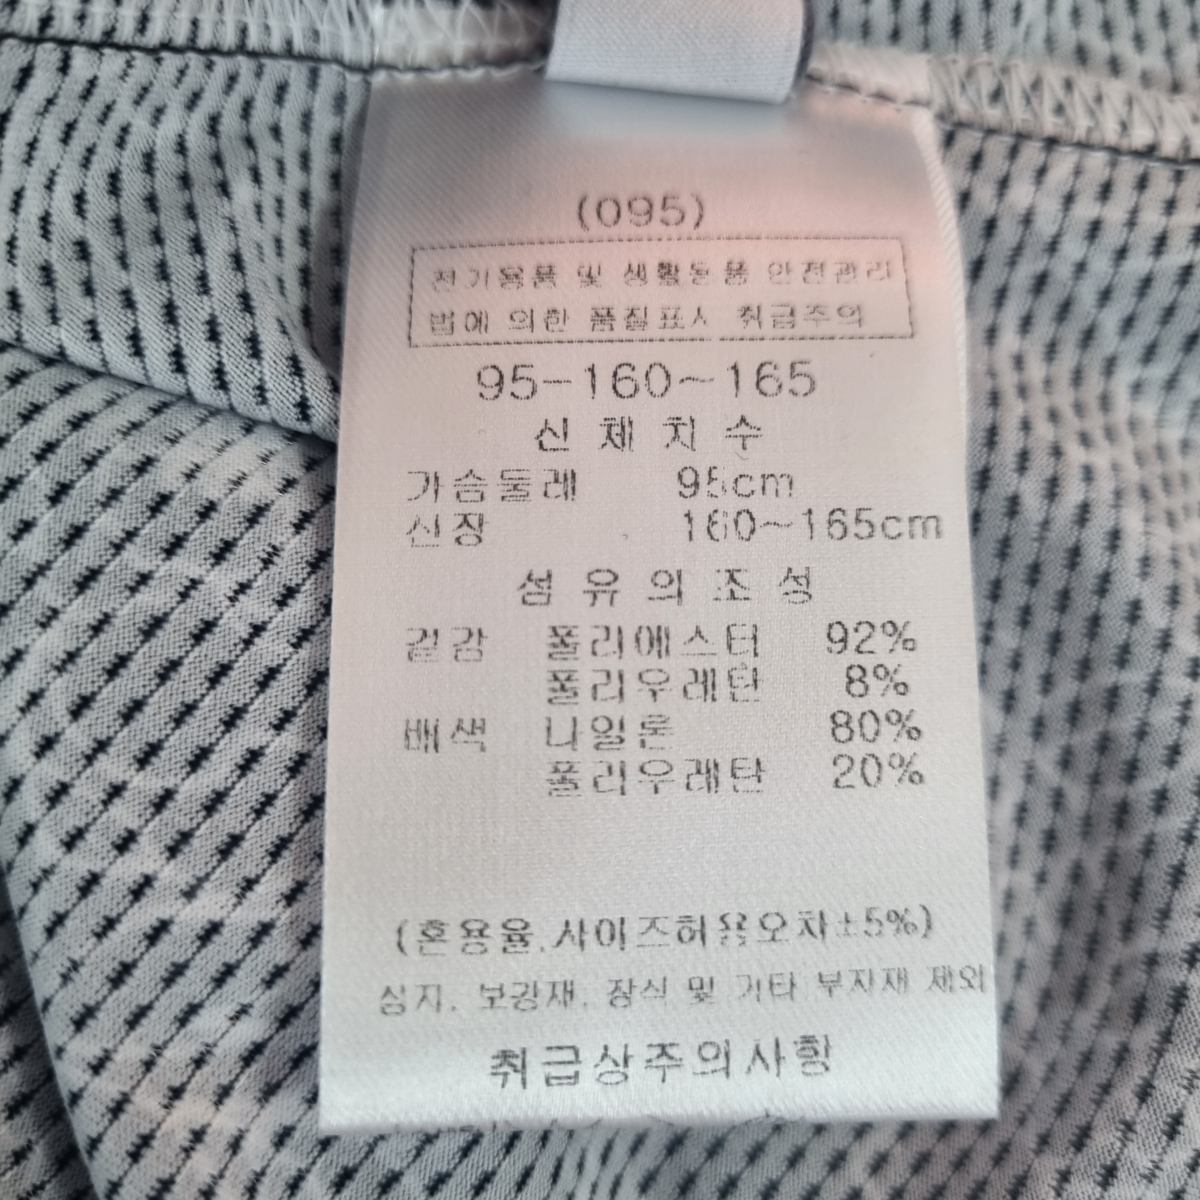 (095)
전기용품 및 생활용품 안전관리
법에 의한 품질표시 취급주의
95-160~165
신체치수
가슴둘레 95cm
신장 160~165cm
섬유의조성
겉감 폴리에스터 92%
폴리우레탄 8%
배색 나일론 80%
폴리우레탄 20%
(혼용율.사이즈허용오차±5%)
심지, 보강재, 장식 및 기타 부자재 제외
취급상주의사항